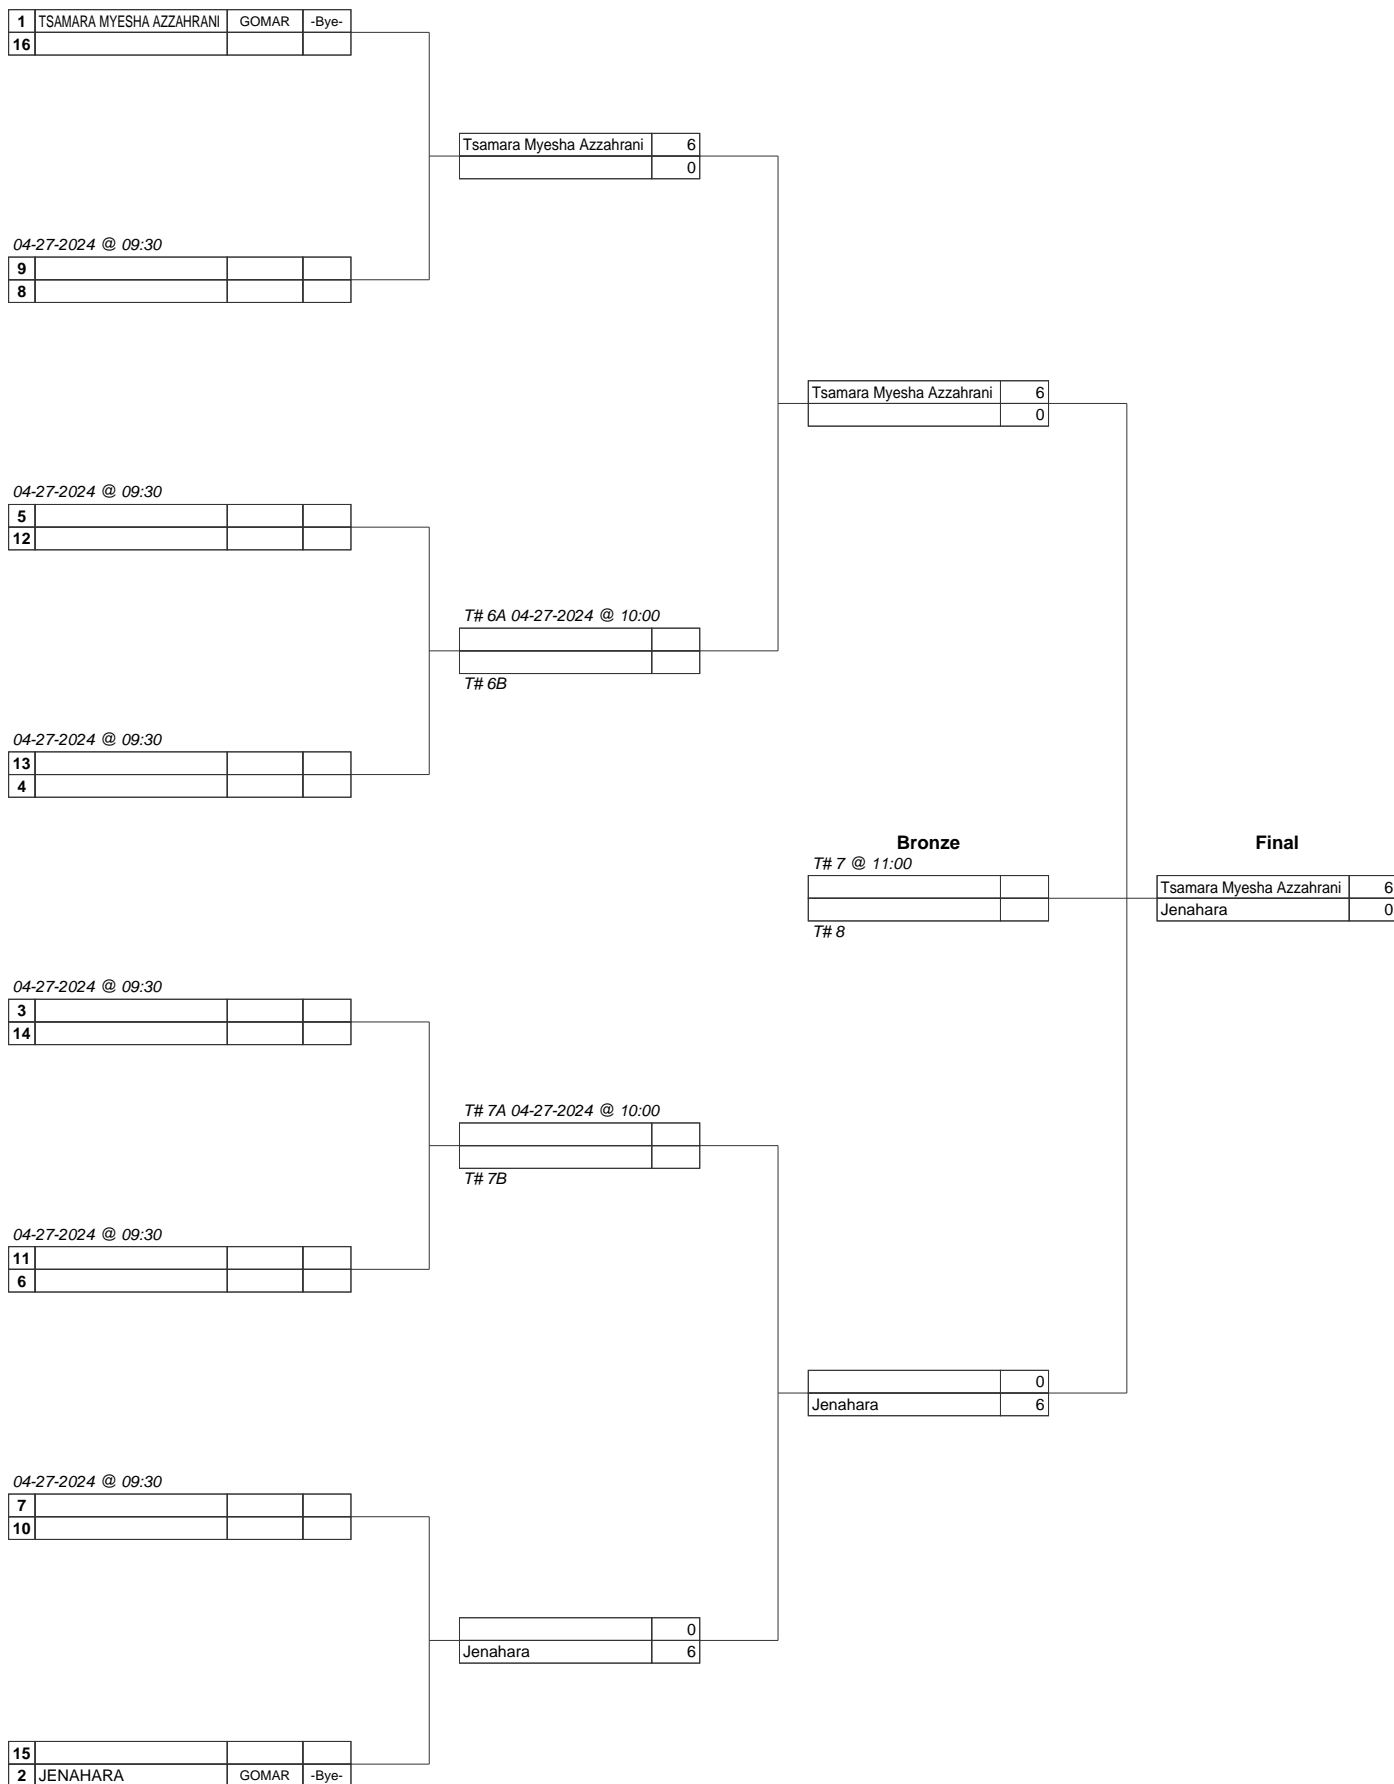 1 TSAMARA MYESHA AZZAHRANI GOMAR -Bye-
16
Tsamara Myesha Azzahrani 6
0
04-27-2024 @ 09:30
9
8
Tsamara Myesha Azzahrani 6
0
04-27-2024 @ 09:30
5
12
T# 6A 04-27-2024 @ 10:00
T# 6B
04-27-2024 @ 09:30
13
4
Bronze Final
T# 7 @ 11:00
Tsamara Myesha Azzahrani 6
Jenahara 0
T# 8
04-27-2024 @ 09:30
3
14
T# 7A 04-27-2024 @ 10:00
T# 7B
04-27-2024 @ 09:30
11
6
0
Jenahara 6
04-27-2024 @ 09:30
7
10
0
Jenahara 6
15
2 JENAHARA GOMAR -Bye-